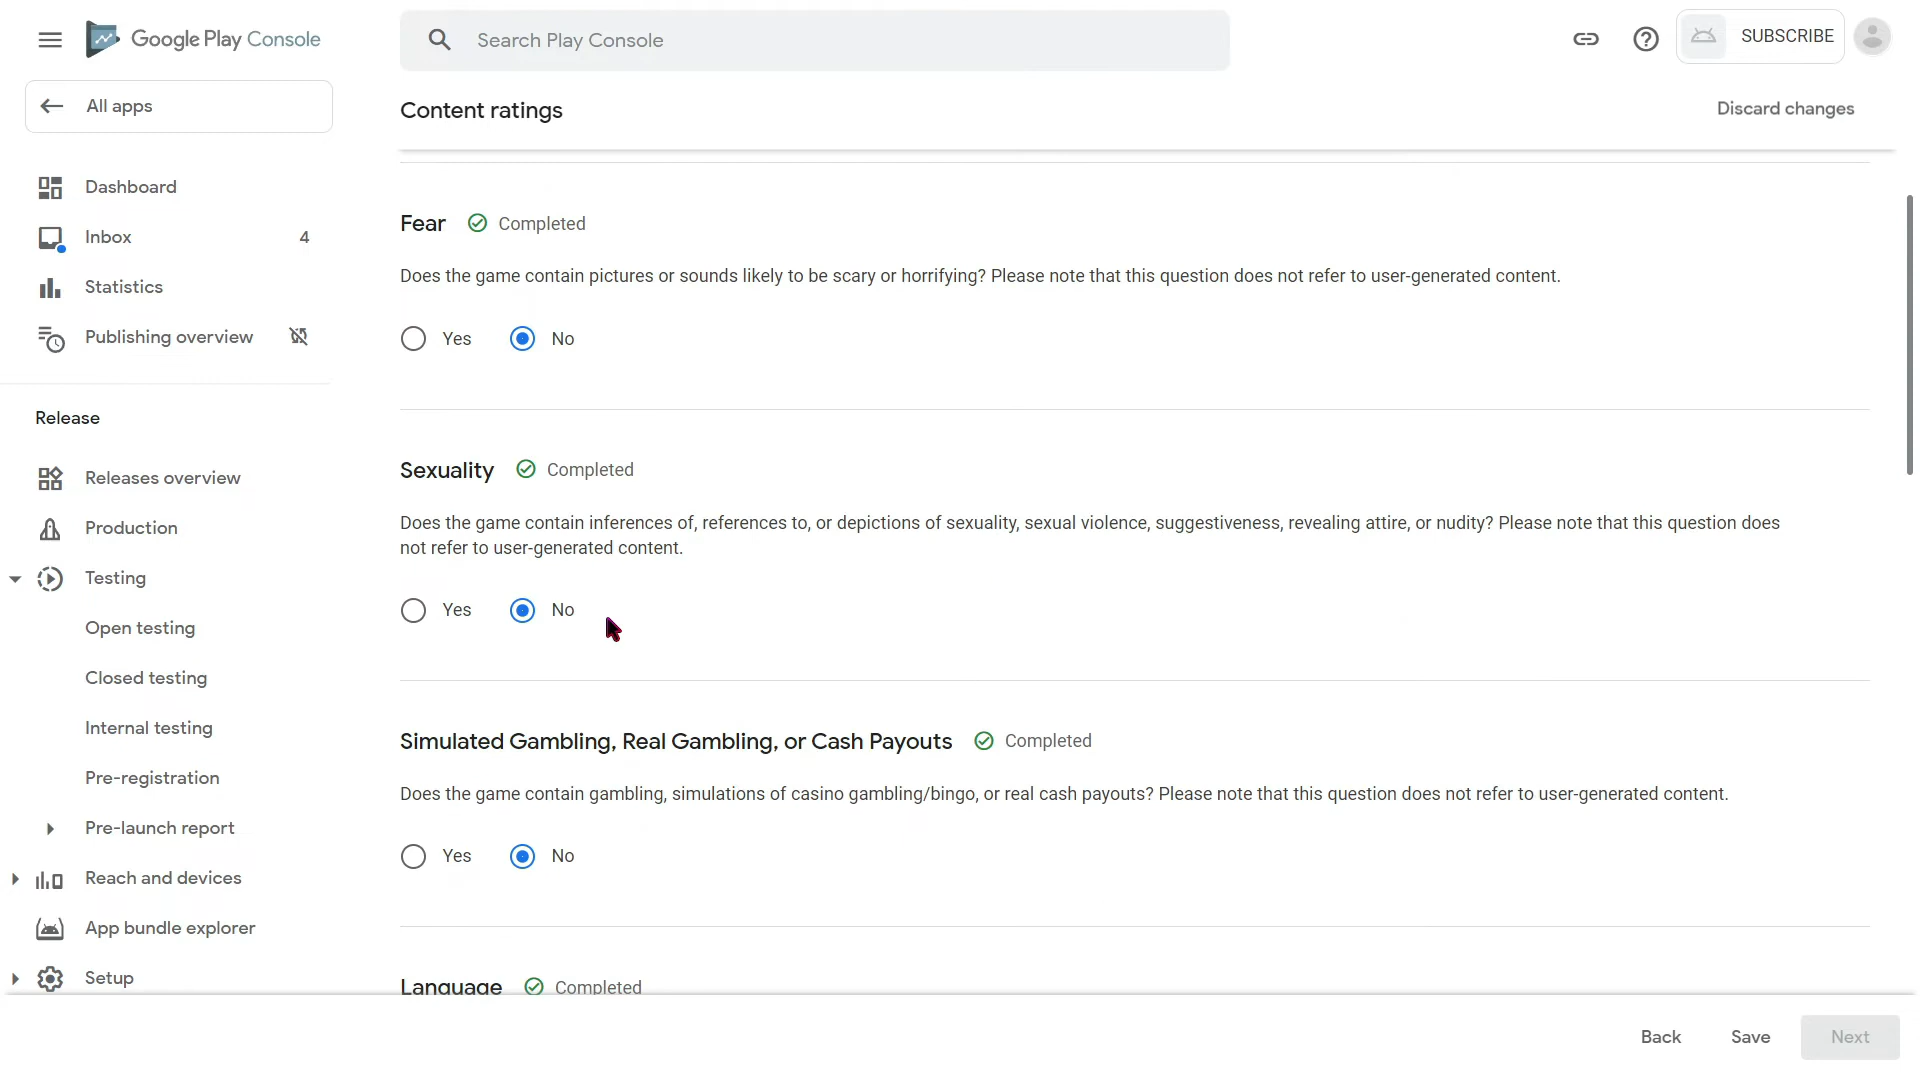 Google Play Console
Search Play Console
SUBSCRIBE
All apps
Content ratings
Discard changes
Dashboard
Inbox 4
Statistics
Publishing overview
Release
Releases overview
Production
Testing
Open testing
Closed testing
Internal testing
Pre-registration
Pre-launch report
Reach and devices
App bundle explorer
Setup
Fear Completed
Does the game contain pictures or sounds likely to be scary or horrifying? Please note that this question does not refer to user-generated content.
Yes No
Sexuality Completed
Does the game contain inferences of, references to, or depictions of sexuality, sexual violence, suggestiveness, revealing attire, or nudity? Please note that this question does
not refer to user-generated content.
Yes No
Simulated Gambling, Real Gambling, or Cash Payouts Completed
Does the game contain gambling, simulations of casino gambling/bingo, or real cash payouts? Please note that this question does not refer to user-generated content.
Yes No
Language Completed
Back Save Next